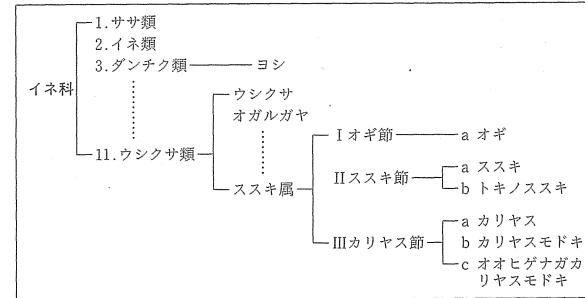 1.ササ類
2.イネ類
3.ダンチク類 ヨシ
イネ科
ウシクサ
オガルガヤ
Ⅰオギ節 a オギ
11.ウシクサ類
Ⅱススキ節 a ススキ
ススキ属 b トキノススキ
a カリヤス
Ⅲカリヤス節 b カリヤスモドキ
c オオヒゲナガカ
リヤスモドキ